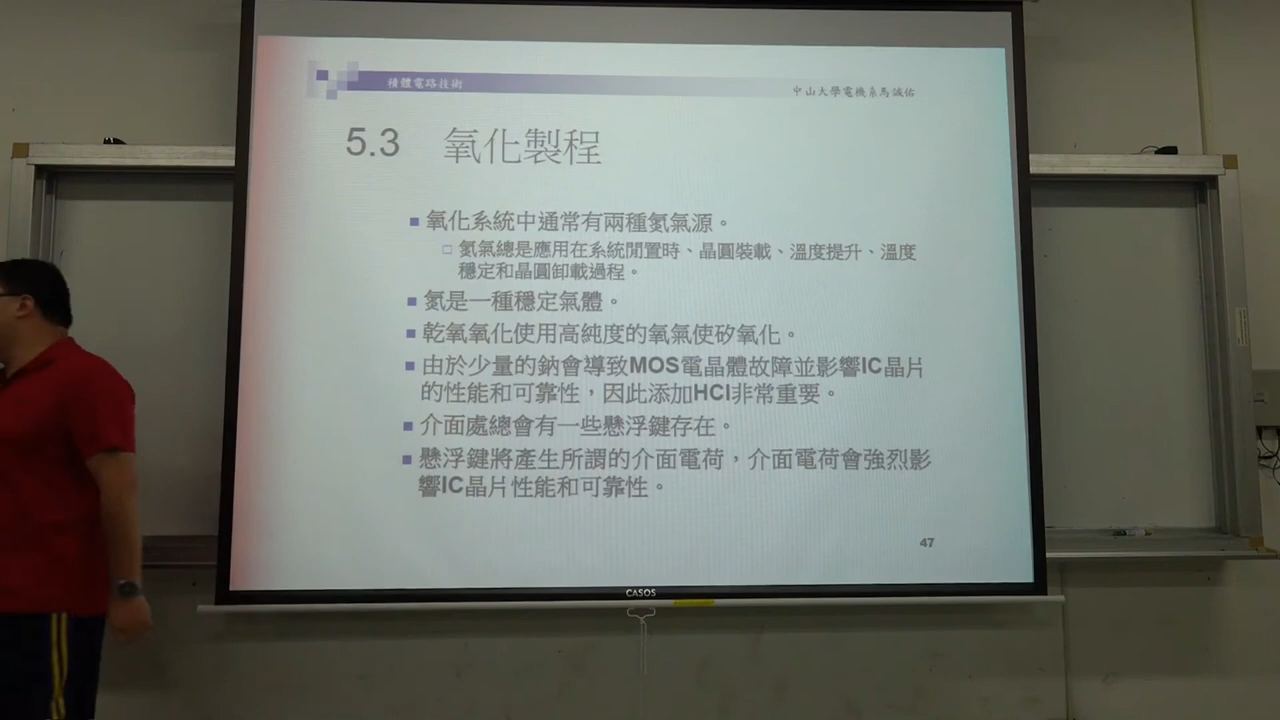 積體電路技術
中山大學電機系馬誠佑
5.3 氧化製程
■ 氧化系統中通常有兩種氮氣源。
□ 氮氣總是應用在系統閒置時、晶圓裝載、溫度提升、溫度
穩定和晶圓卸載過程。
■ 氮是一種穩定氣體。
■ 乾氧氧化使用高純度的氧氣使矽氧化。
■ 由於少量的鈉會導致MOS電晶體故障並影響IC晶片
的性能和可靠性，因此添加HCl非常重要。
■ 介面處總會有一些懸浮鍵存在。
■ 懸浮鍵將產生所謂的介面電荷，介面電荷會強烈影
響IC晶片性能和可靠性。
47
CASOS